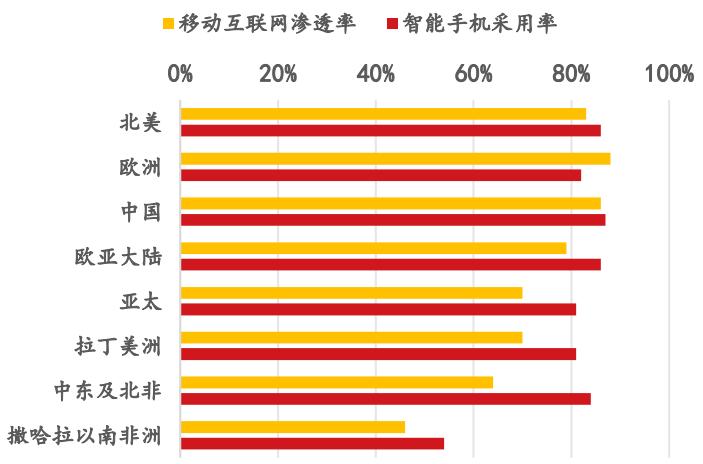 移动互联网渗透率 智能手机采用率
0% 20% 40% 60% 80% 100%
北美
欧洲
中国
欧亚大陆
亚太
拉丁美洲
中东及北非
撒哈拉以南非洲